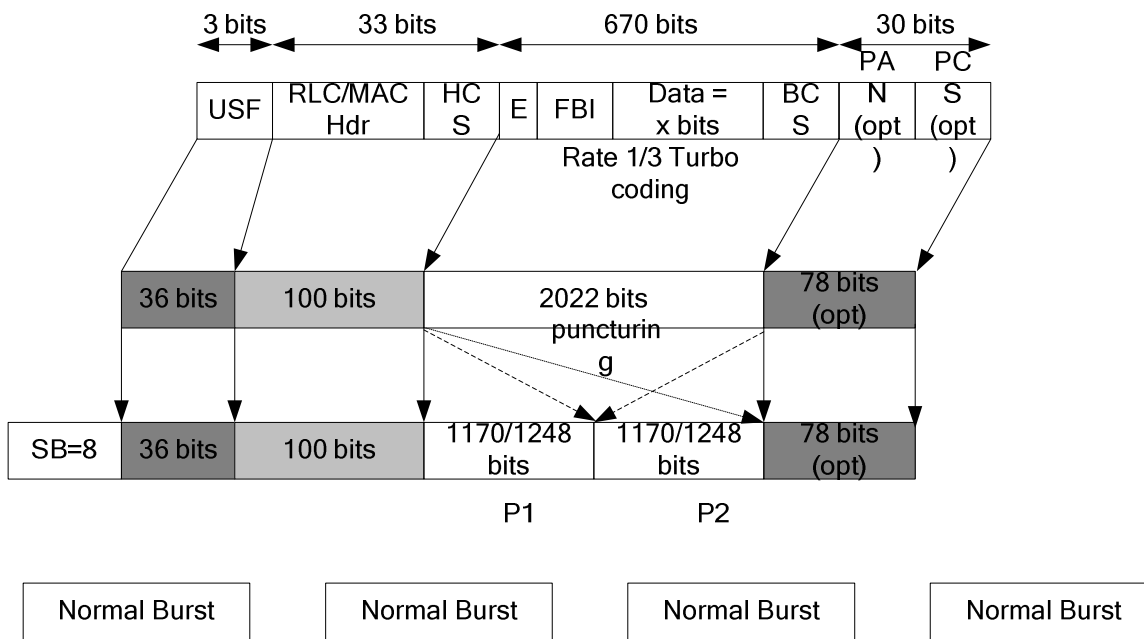 3 bits 33 bits 670 bits 30 bits
USF
RLC/MAC
Hdr
HC
S
E
FBI
Data =
x bits
BC
S
PA
N
(opt
)
PC
S
(opt
)
Rate 1/3 Turbo
coding
36 bits
100 bits
2022 bits
78 bits
(opt)
puncturin
g
SB=8
36 bits
100 bits
1170/1248
bits
1170/1248
bits
78 bits
(opt)
P1
P2
Normal Burst
Normal Burst
Normal Burst
Normal Burst